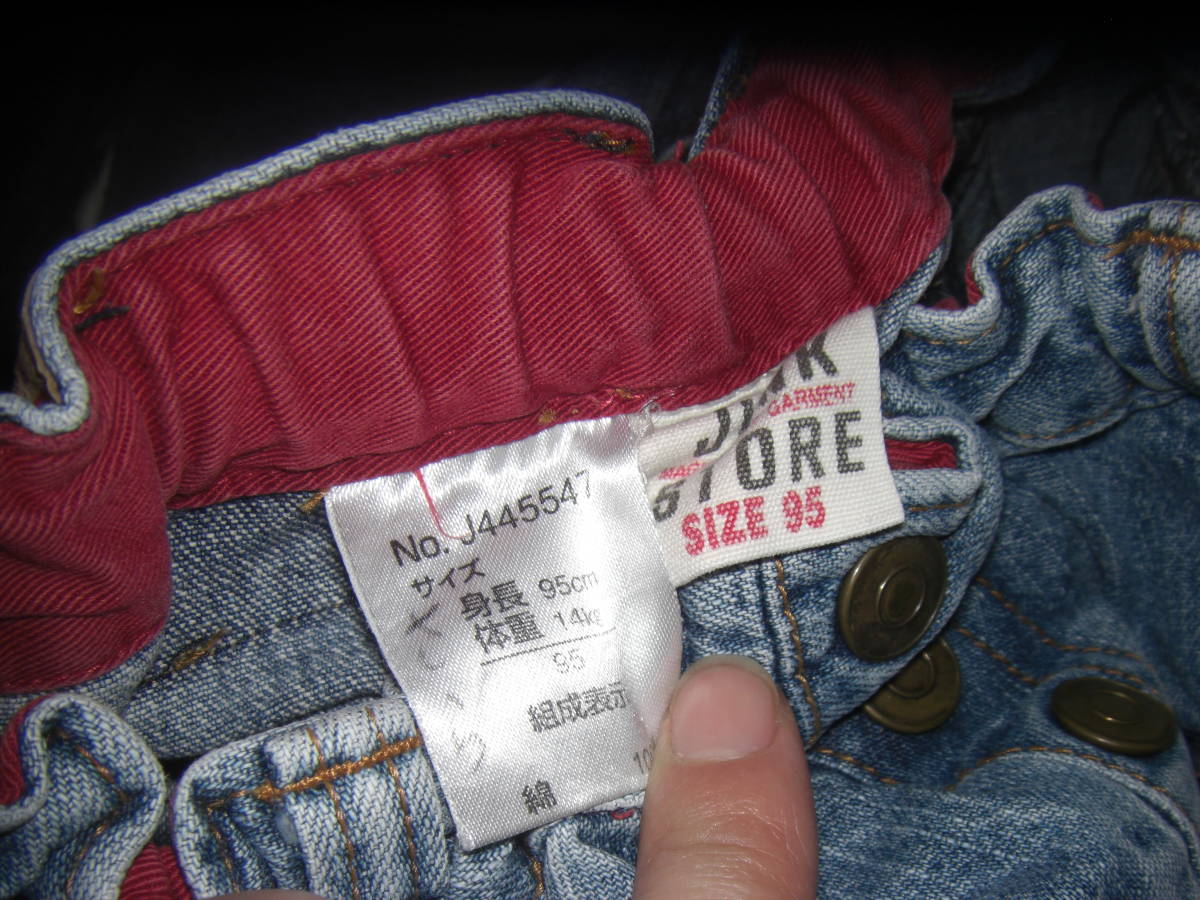 GARMENT
STORE
SIZE 95
No. J445547
サイズ
身長 95cm
体重 14kg
95
組成表示
綿